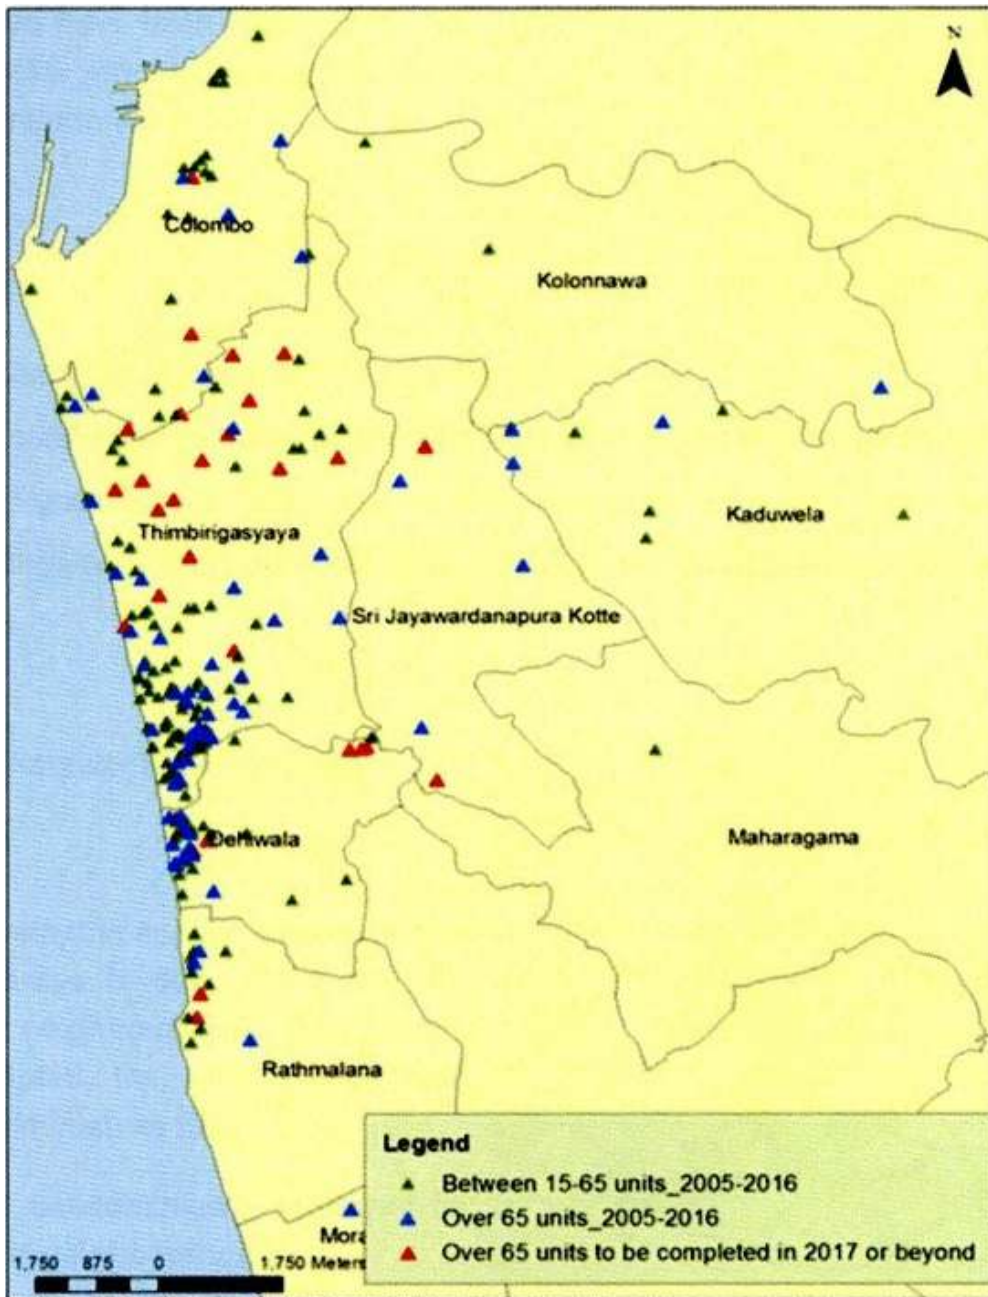 N
Colombo
Kolonnawa
Kaduwela
Thimbirigasyaya
Sri Jayawardanapura Kotte
Dehiwala
Maharagama
Rathmalana
Legend
Between 15-65 units_2005-2016
Over 65 units_2005-2016
Mora
Over 65 units to be completed in 2017 or beyond
1,750 875 0 1,750 Meters